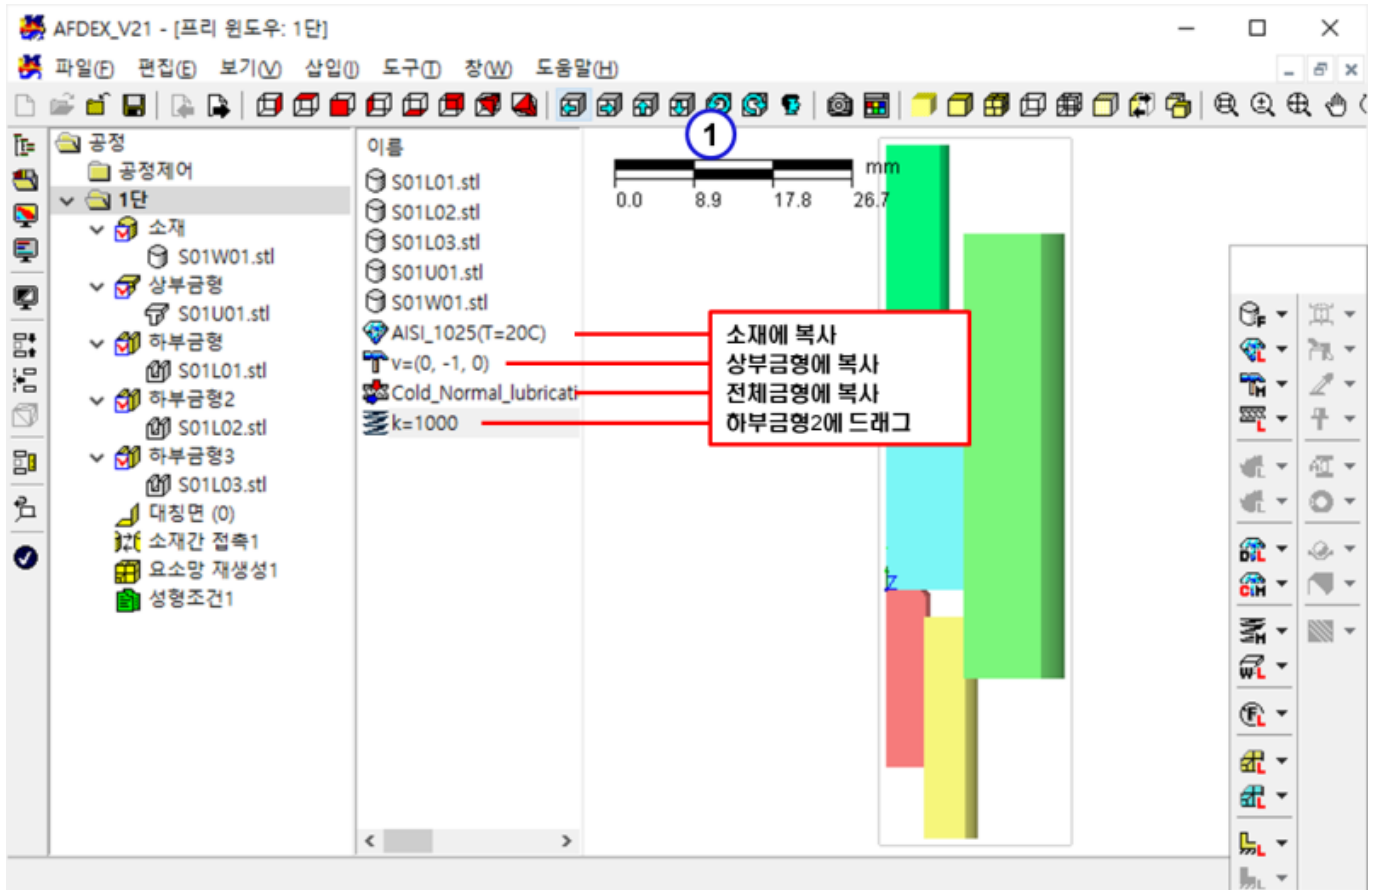 AFDEX_V21 - [프리 윈도우: 1단]
파일(F) 편집(E) 보기(V) 삽입(I) 도구(T) 창(W) 도움말(H)
1
공정
공정제어
1단
소재
S01W01.stl
상부금형
S01U01.stl
하부금형
S01L01.stl
하부금형2
S01L02.stl
하부금형3
S01L03.stl
대칭면 (0)
소재간 접촉1
요소망 재생성1
성형조건1
이름
S01L01.stl
S01L02.stl
S01L03.stl
S01U01.stl
S01W01.stl
AISI_1025(T=20C)
v=(0, -1, 0)
Cold_Normal_lubricati
k=1000
mm
0.0 8.9 17.8 26.7
소재에 복사
상부금형에 복사
전체금형에 복사
하부금형2에 드래그
Z